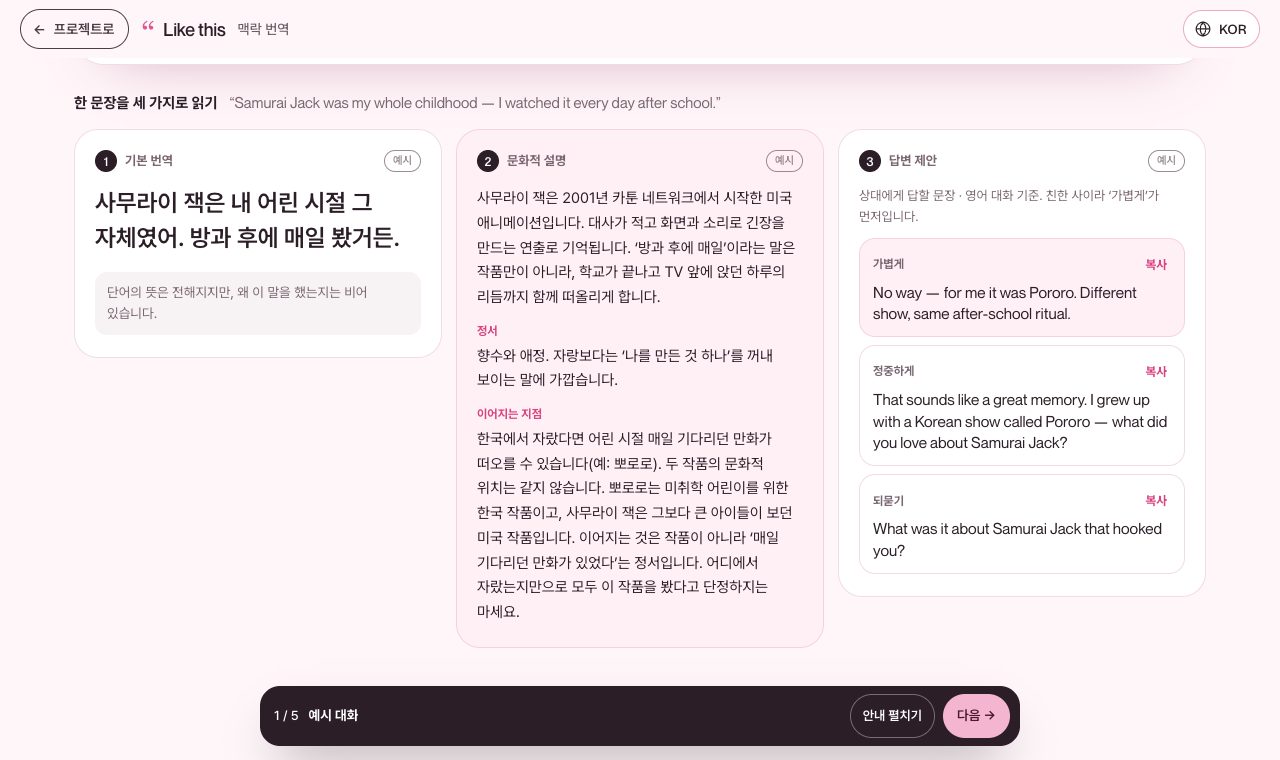 ← 프로젝트로
“ Like this 맥락 번역
KOR
한 문장을 세 가지로 읽기 “Samurai Jack was my whole childhood — I watched it every day after school.”
1 기본 번역 예시
사무라이 잭은 내 어린 시절 그
자체였어. 방과 후에 매일 봤거든.
단어의 뜻은 전해지지만, 왜 이 말을 했는지는 비어
있습니다.
2 문화적 설명 예시
사무라이 잭은 2001년 카툰 네트워크에서 시작한 미국
애니메이션입니다. 대사가 적고 화면과 소리로 긴장을
만드는 연출로 기억됩니다. ‘방과 후에 매일’이라는 말은
작품만이 아니라, 학교가 끝나고 TV 앞에 앉던 하루의
리듬까지 함께 떠올리게 합니다.
정서
향수와 애정. 자랑보다는 ‘나를 만든 것 하나’를 꺼내
보이는 말에 가깝습니다.
이어지는 지점
한국에서 자랐다면 어린 시절 매일 기다리던 만화가
떠오를 수 있습니다(예: 뽀로로). 두 작품의 문화적
위치는 같지 않습니다. 뽀로로는 미취학 어린이를 위한
한국 작품이고, 사무라이 잭은 그보다 큰 아이들이 보던
미국 작품입니다. 이어지는 것은 작품이 아니라 ‘매일
기다리던 만화가 있었다’는 정서입니다. 어디에서
자랐는지만으로 모두 이 작품을 봤다고 단정하지는
마세요.
3 답변 제안 예시
상대에게 답할 문장 · 영어 대화 기준. 친한 사이라 ‘가볍게’가
먼저입니다.
가볍게 복사
No way — for me it was Pororo. Different
show, same after-school ritual.
정중하게 복사
That sounds like a great memory. I grew up
with a Korean show called Pororo — what did
you love about Samurai Jack?
되묻기 복사
What was it about Samurai Jack that hooked
you?
1 / 5 예시 대화
안내 펼치기
다음 →